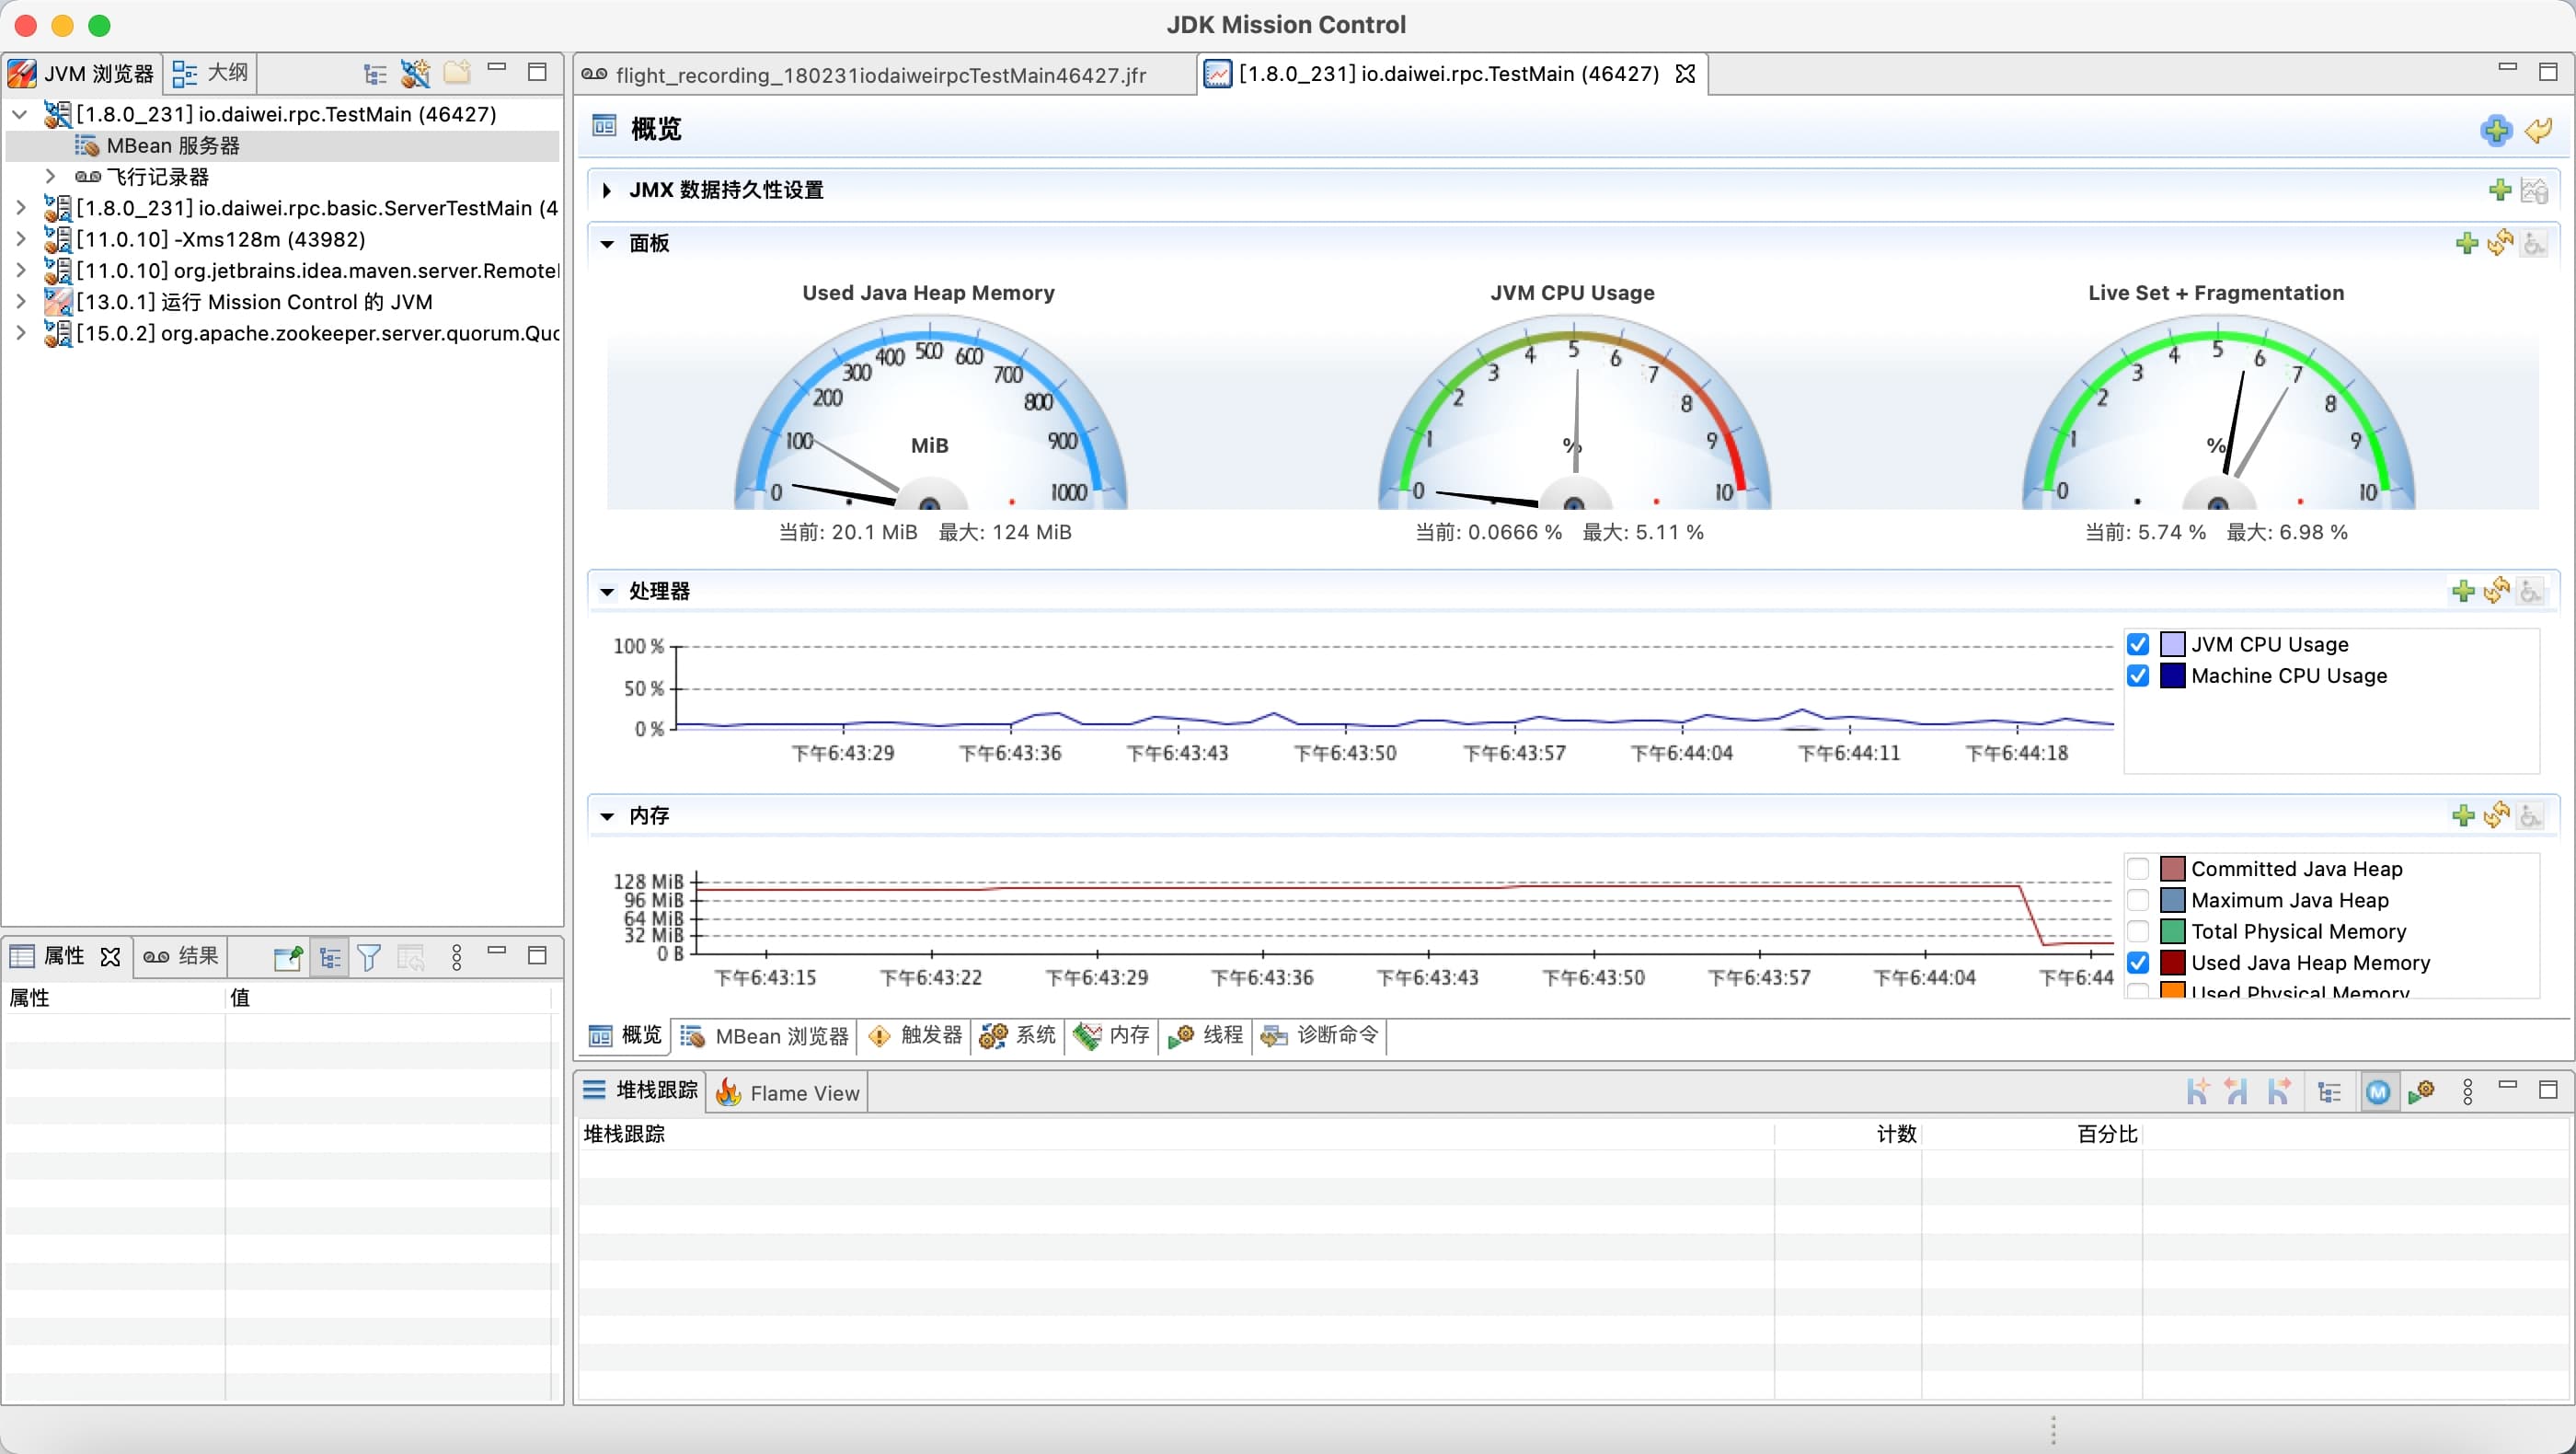 JDK Mission Control
JVM 浏览器
大纲
[1.8.0_231] io.daiwei.rpc.TestMain (46427)
MBean 服务器
飞行记录器
[1.8.0_231] io.daiwei.rpc.basic.ServerTestMain (4
[11.0.10] -Xms128m (43982)
[11.0.10] org.jetbrains.idea.maven.server.Remotel
[13.0.1] 运行 Mission Control 的 JVM
[15.0.2] org.apache.zookeeper.server.quorum.Quo
属性
结果
属性 值
flight_recording_180231iodaiweirpcTestMain46427.jfr
[1.8.0_231] io.daiwei.rpc.TestMain (46427)
概览
JMX 数据持久性设置
面板
Used Java Heap Memory
0 100 200 300 400 500 600 700 800 900 1000
MiB
当前: 20.1 MiB 最大: 124 MiB
JVM CPU Usage
0 1 2 3 4 5 6 7 8 9 10
%
当前: 0.0666 % 最大: 5.11 %
Live Set + Fragmentation
0 1 2 3 4 5 6 7 8 9 10
%
当前: 5.74 % 最大: 6.98 %
处理器
100 %
50 %
0 %
下午6:43:29 下午6:43:36 下午6:43:43 下午6:43:50 下午6:43:57 下午6:44:04 下午6:44:11 下午6:44:18
JVM CPU Usage
Machine CPU Usage
内存
128 MiB
96 MiB
64 MiB
32 MiB
0 B
下午6:43:15 下午6:43:22 下午6:43:29 下午6:43:36 下午6:43:43 下午6:43:50 下午6:43:57 下午6:44:04 下午6:44
Committed Java Heap
Maximum Java Heap
Total Physical Memory
Used Java Heap Memory
Used Physical Memory
概览
MBean 浏览器
触发器
系统
内存
线程
诊断命令
堆栈跟踪
Flame View
堆栈跟踪 计数 百分比